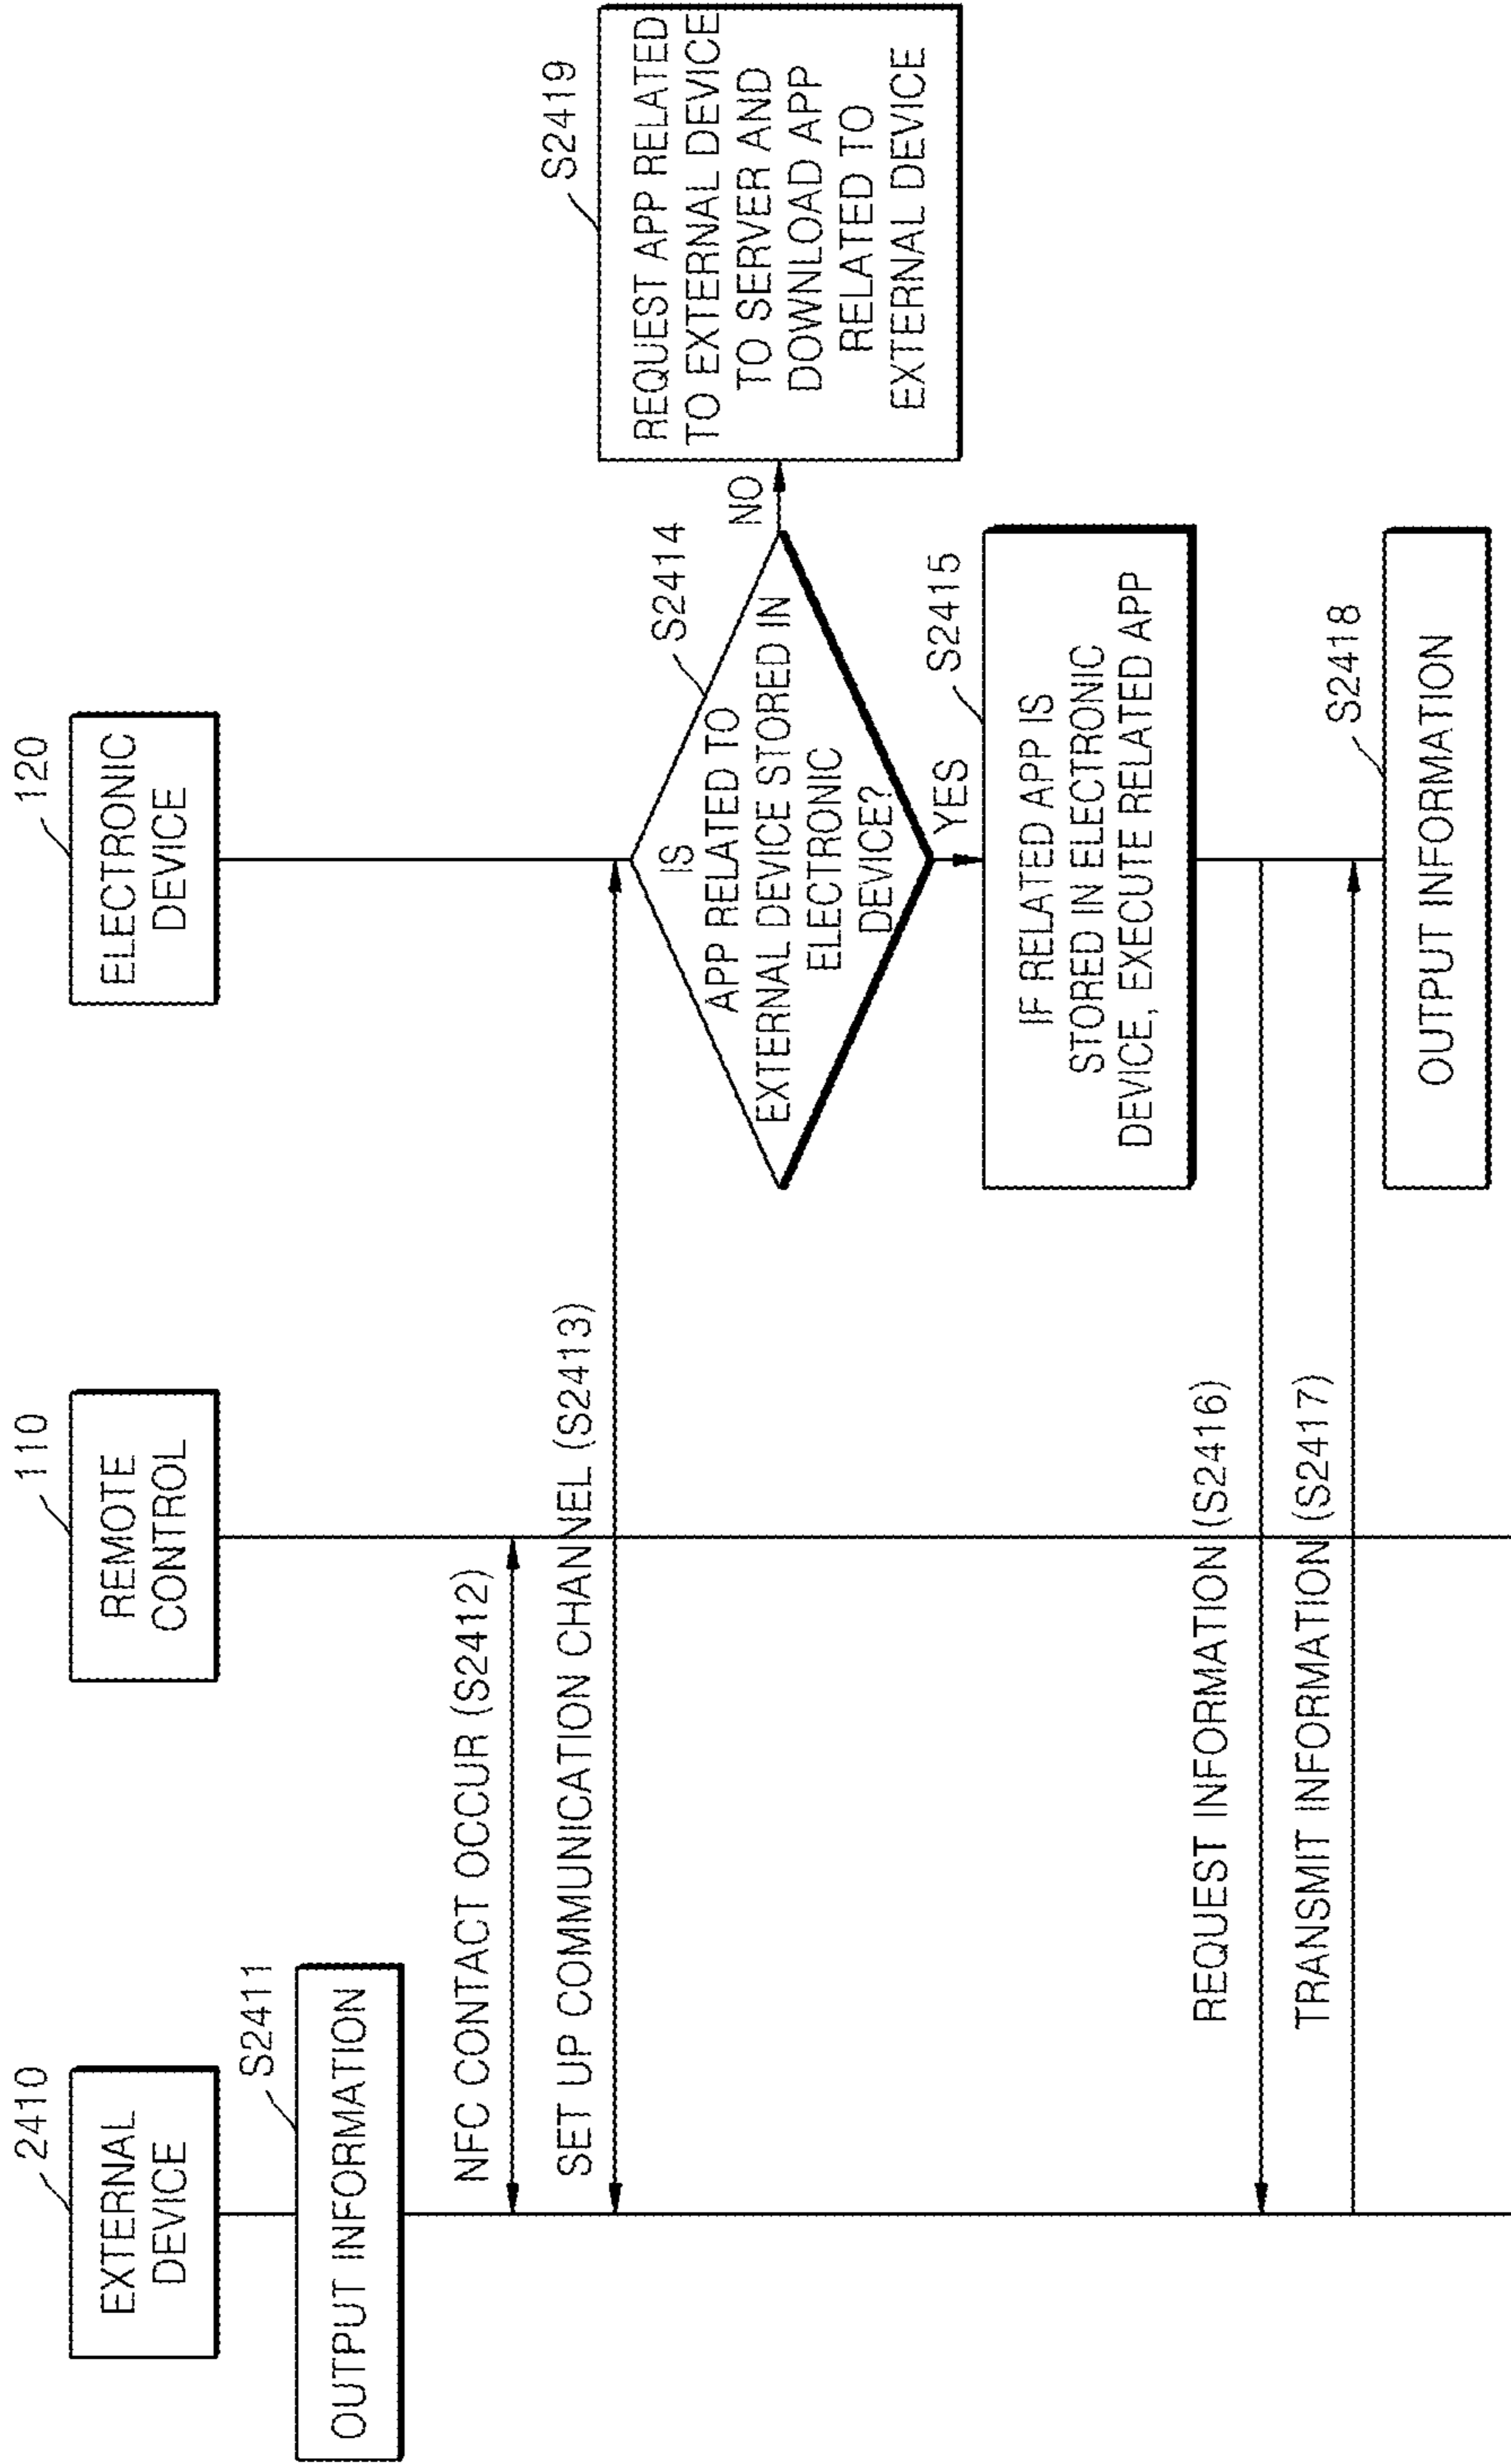 2410
EXTERNAL
DEVICE
110
REMOTE
CONTROL
120
ELECTRONIC
DEVICE
S2411
OUTPUT INFORMATION
NFC CONTACT OCCUR (S2412)
SET UP COMMUNICATION CHANNEL (S2413)
S2414
IS
APP RELATED TO
EXTERNAL DEVICE STORED IN
ELECTRONIC
DEVICE?
NO
S2419
REQUEST APP RELATED
TO EXTERNAL DEVICE
TO SERVER AND
DOWNLOAD APP
RELATED TO
EXTERNAL DEVICE
YES
S2415
IF RELATED APP IS
STORED IN ELECTRONIC
DEVICE, EXECUTE RELATED APP
REQUEST INFORMATION (S2416)
TRANSMIT INFORMATION (S2417)
S2418
OUTPUT INFORMATION